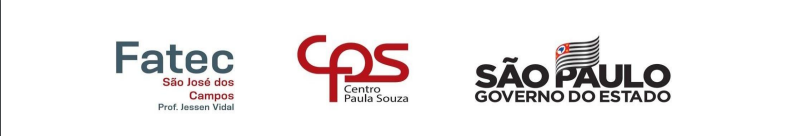 Fatec
São José dos
Campos
Prof. Jessen Vidal
cps
Centro
Paula Souza
SÃO PAULO
GOVERNO DO ESTADO